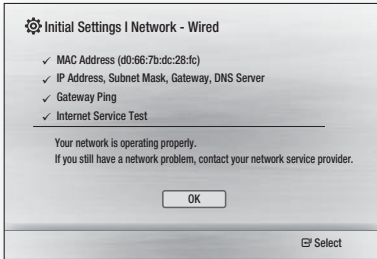 Initial Settings I Network - Wired
✓ MAC Address (d0:66:7b:dc:28:fc)
✓ IP Address, Subnet Mask, Gateway, DNS Server
✓ Gateway Ping
✓ Internet Service Test
Your network is operating properly.
If you still have a network problem, contact your network service provider.
OK
Select